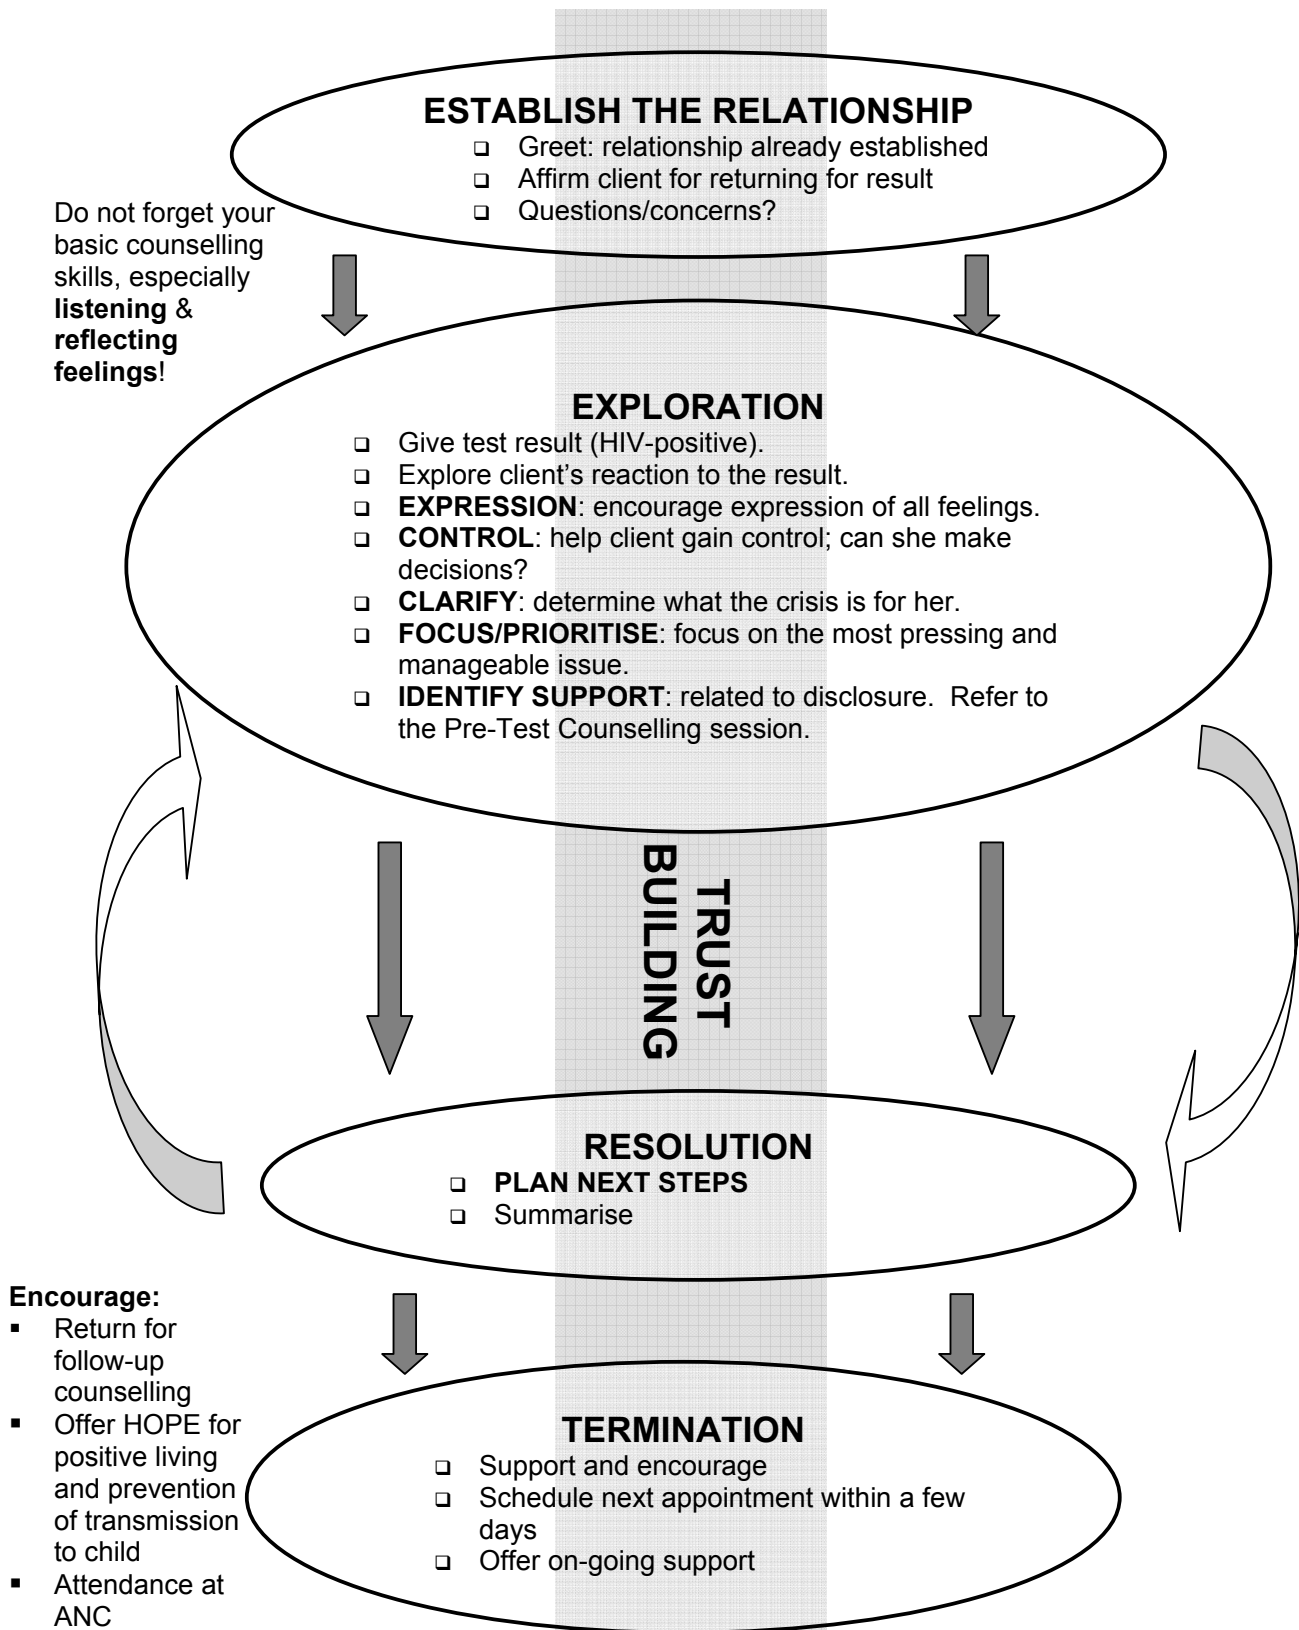 ESTABLISH THE RELATIONSHIP
❑ Greet: relationship already established
❑ Affirm client for returning for result
❑ Questions/concerns?
Do not forget your
basic counselling
skills, especially
listening &
reflecting
feelings!
EXPLORATION
❑ Give test result (HIV-positive).
❑ Explore client’s reaction to the result.
❑ EXPRESSION: encourage expression of all feelings.
❑ CONTROL: help client gain control; can she make
decisions?
❑ CLARIFY: determine what the crisis is for her.
❑ FOCUS/PRIORITISE: focus on the most pressing and
manageable issue.
❑ IDENTIFY SUPPORT: related to disclosure. Refer to
the Pre-Test Counselling session.
TRUST
BUILDING
RESOLUTION
❑ PLAN NEXT STEPS
❑ Summarise
Encourage:
▪ Return for
follow-up
counselling
▪ Offer HOPE for
positive living
and prevention
of transmission
to child
▪ Attendance at
ANC
TERMINATION
❑ Support and encourage
❑ Schedule next appointment within a few
days
❑ Offer on-going support